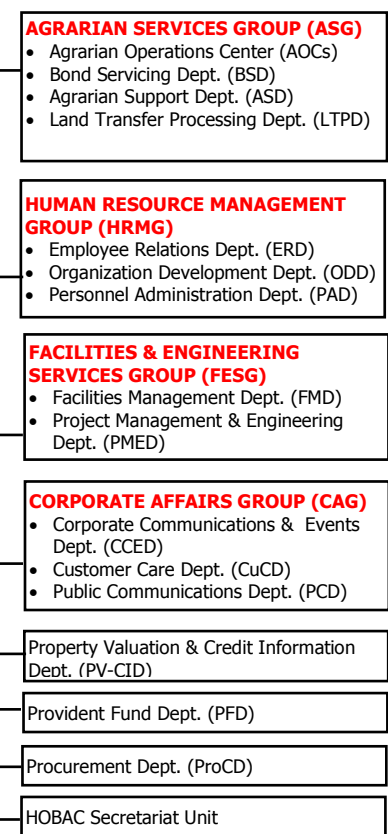 AGRARIAN SERVICES GROUP (ASG)
• Agrarian Operations Center (AOCs)
• Bond Servicing Dept. (BSD)
• Agrarian Support Dept. (ASD)
• Land Transfer Processing Dept. (LTPD)
HUMAN RESOURCE MANAGEMENT
GROUP (HRMG)
• Employee Relations Dept. (ERD)
• Organization Development Dept. (ODD)
• Personnel Administration Dept. (PAD)
FACILITIES & ENGINEERING
SERVICES GROUP (FESG)
• Facilities Management Dept. (FMD)
• Project Management & Engineering
Dept. (PMED)
CORPORATE AFFAIRS GROUP (CAG)
• Corporate Communications & Events
Dept. (CCED)
• Customer Care Dept. (CuCD)
• Public Communications Dept. (PCD)
Property Valuation & Credit Information
Dept. (PV-CID)
Provident Fund Dept. (PFD)
Procurement Dept. (ProCD)
HOBAC Secretariat Unit